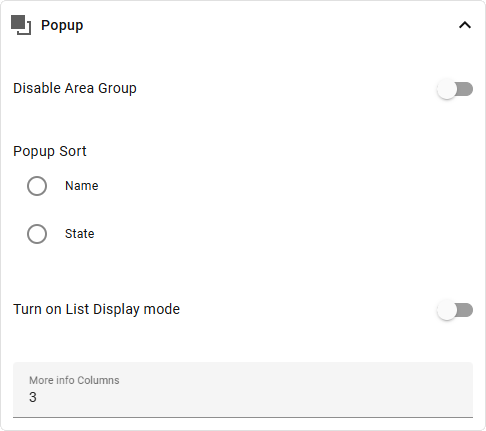 Popup
Disable Area Group
Popup Sort
Name
State
Turn on List Display mode
More info Columns
3